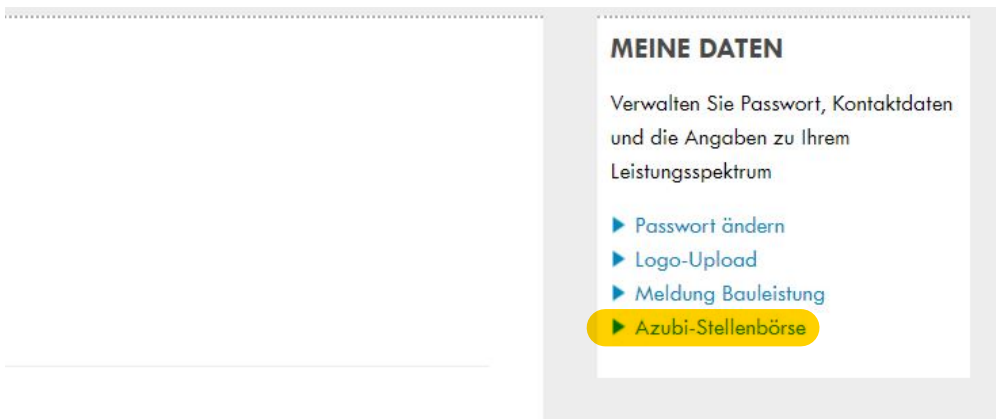 MEINE DATEN
Verwalten Sie Passwort, Kontaktdaten
und die Angaben zu Ihrem
Leistungsspektrum
Passwort ändern
Logo-Upload
Meldung Bauleistung
Azubi-Stellenbörse